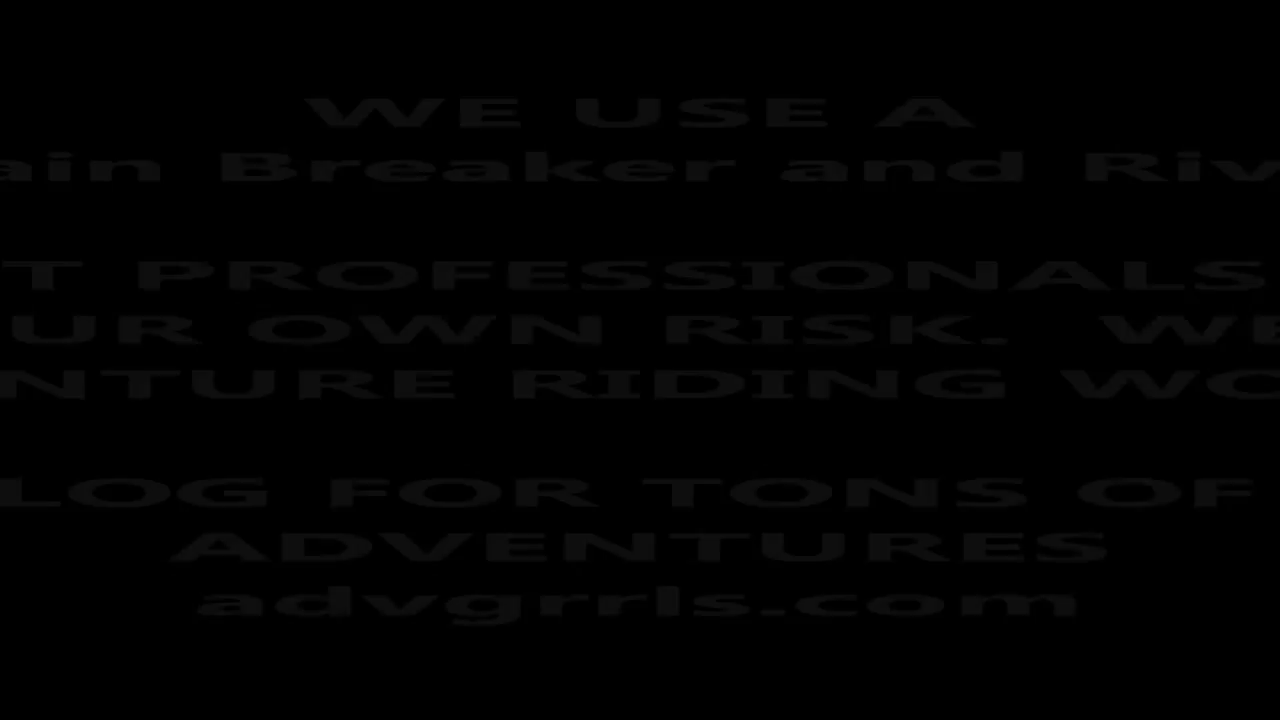 WE USE A
ain Breaker and Riv
T PROFESSIONALS
UR OWN RISK. WE
NTURE RIDING WO
LOG FOR TONS OF
ADVENTURES
advgrrls.com